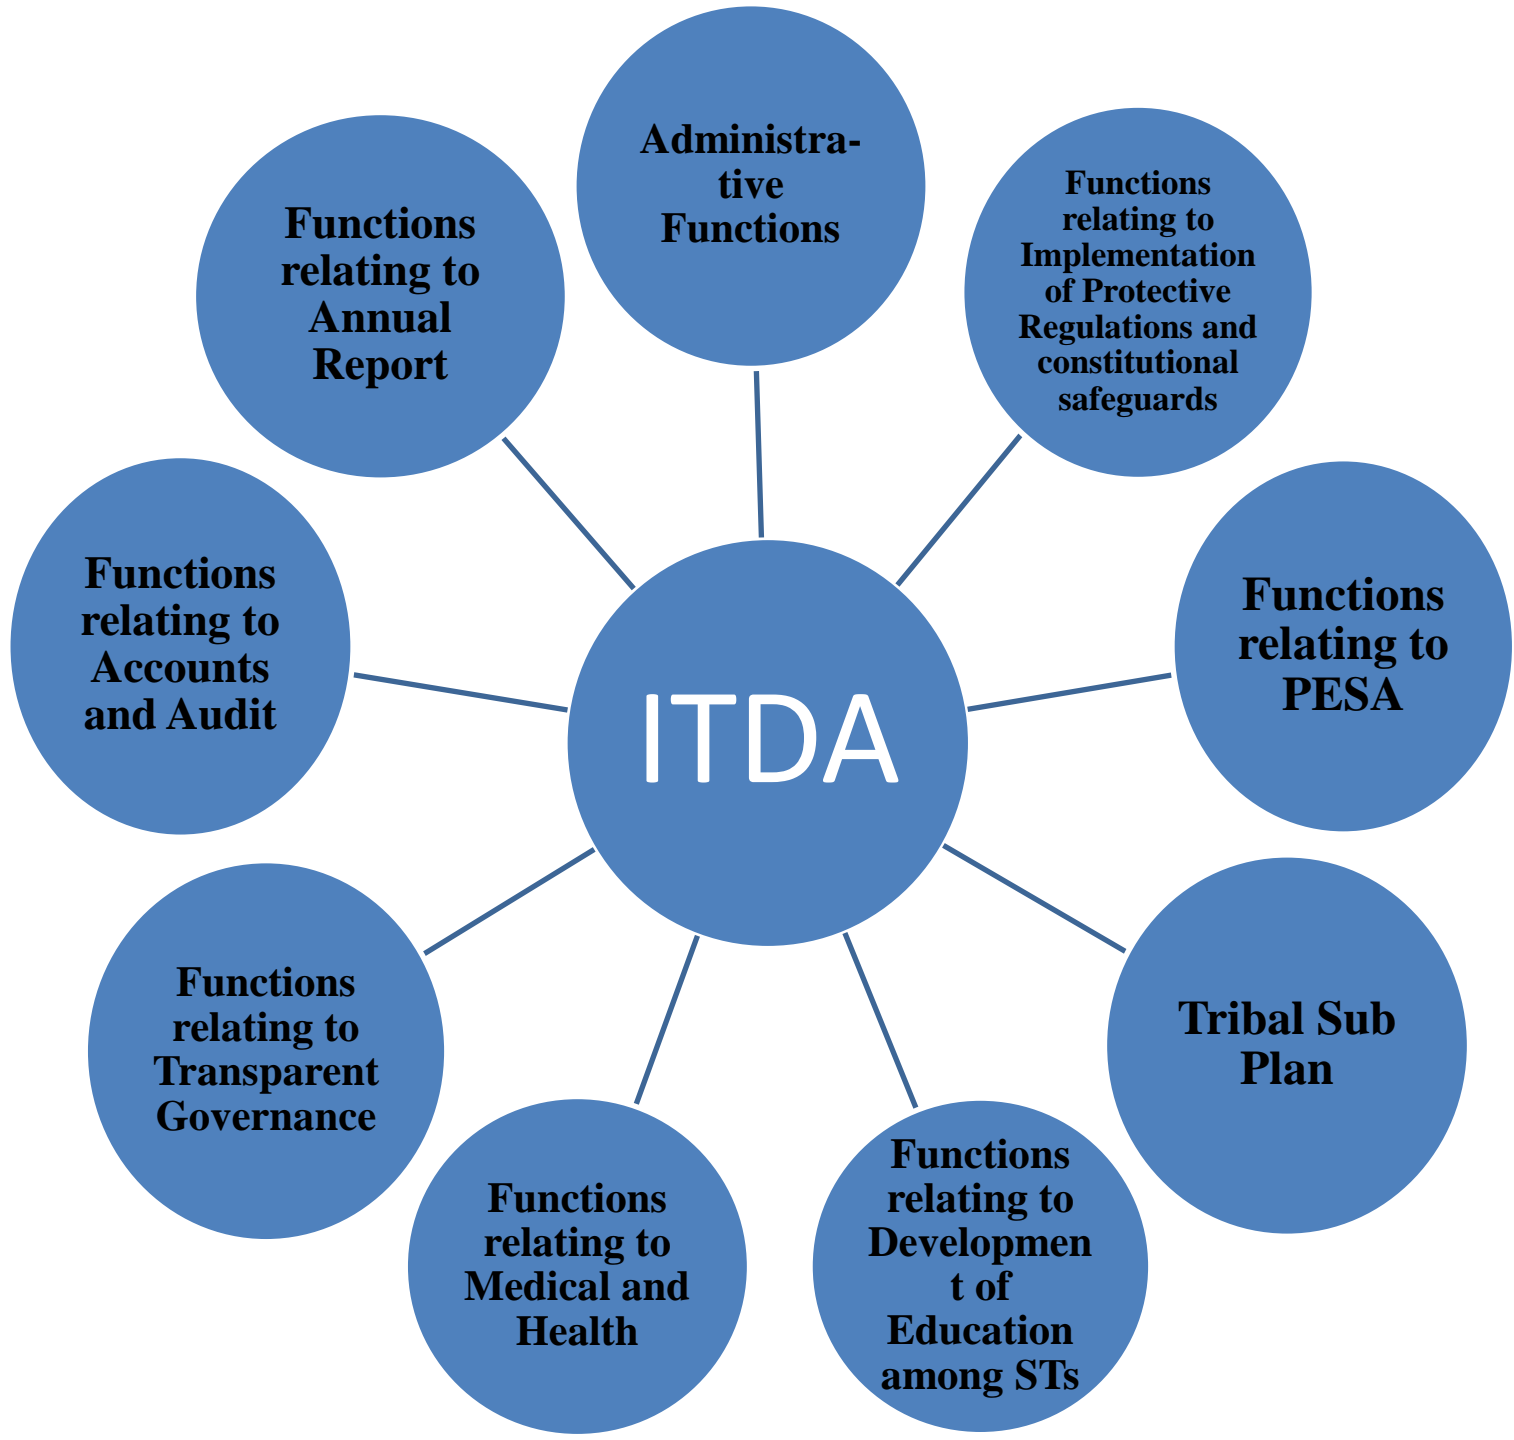 Administra-
tive
Functions
Functions
relating to
Implementation
of Protective
Regulations and
constitutional
safeguards
Functions
relating to
PESA
Tribal Sub
Plan
Functions
relating to
Developmen
t of
Education
among STs
Functions
relating to
Medical and
Health
Functions
relating to
Transparent
Governance
Functions
relating to
Accounts
and Audit
Functions
relating to
Annual
Report
ITDA